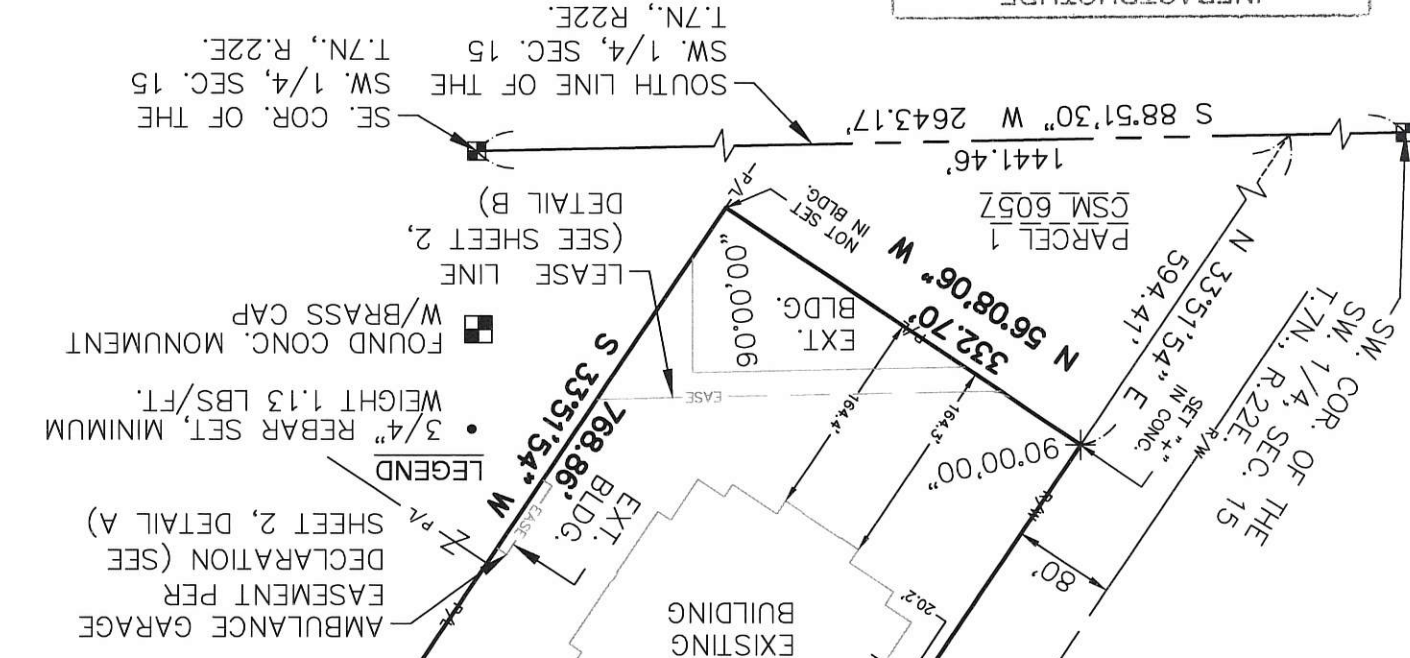 EXISTING
BUILDING
20.2'
80'
R/W
P/L
AMBULANCE GARAGE
EASEMENT PER
DECLARATION (SEE
SHEET 2, DETAIL A)
P/L
EXT.
BLDG.
EASE
LEGEND
3/4" REBAR SET, MINIMUM
WEIGHT 1.13 LBS/FT.
FOUND CONC. MONUMENT
W/BRASS CAP
SW. COR. OF THE
SW. 1/4, SEC. 15
T.7N., R.22E.
R/W
SET "+"
IN CONC.
90°00'00"
164.3'
164.4'
S 33°51'54" W
768.86'
EASE
LEASE LINE
(SEE SHEET 2,
DETAIL B)
N 33°51'54" E
594.41'
N 56°08'06" W
332.70'
P/L
EXT.
BLDG.
90°00'00"
NOT SET
IN BLDG.
P/L
PARCEL 1
CSM 6057
1441.46'
S 88°51'30" W 2643.17'
SOUTH LINE OF THE
SW. 1/4, SEC. 15
T.7N., R22E.
SE. COR. OF THE
SW. 1/4, SEC. 15
T.7N., R.22E.